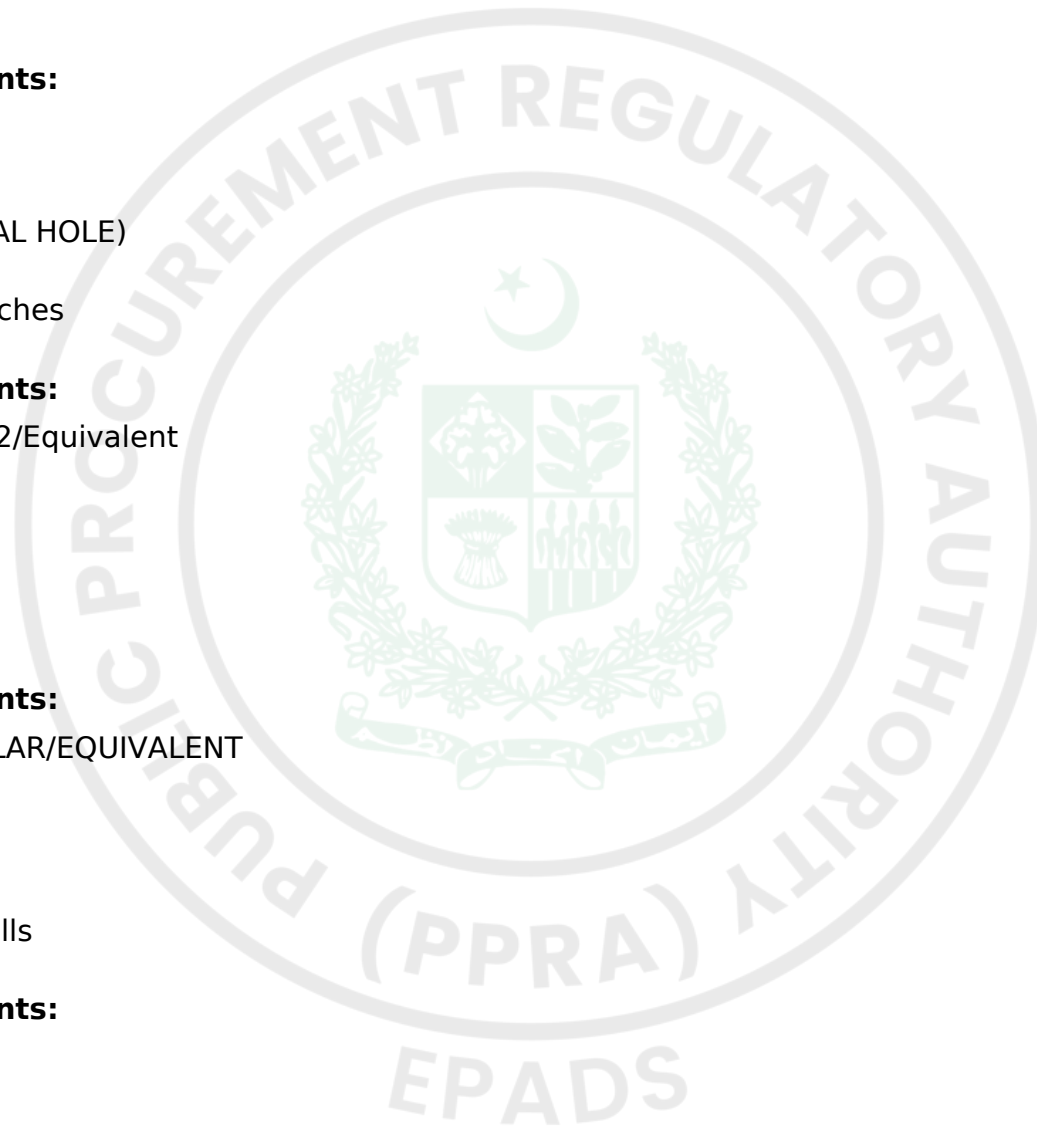 nts:
AL HOLE)
ches
nts:
2/Equivalent
nts:
LAR/EQUIVALENT
lls
nts:
PUBLIC PROCUREMENT REGULATORY AUTHORITY
(PPRA)
EPADS